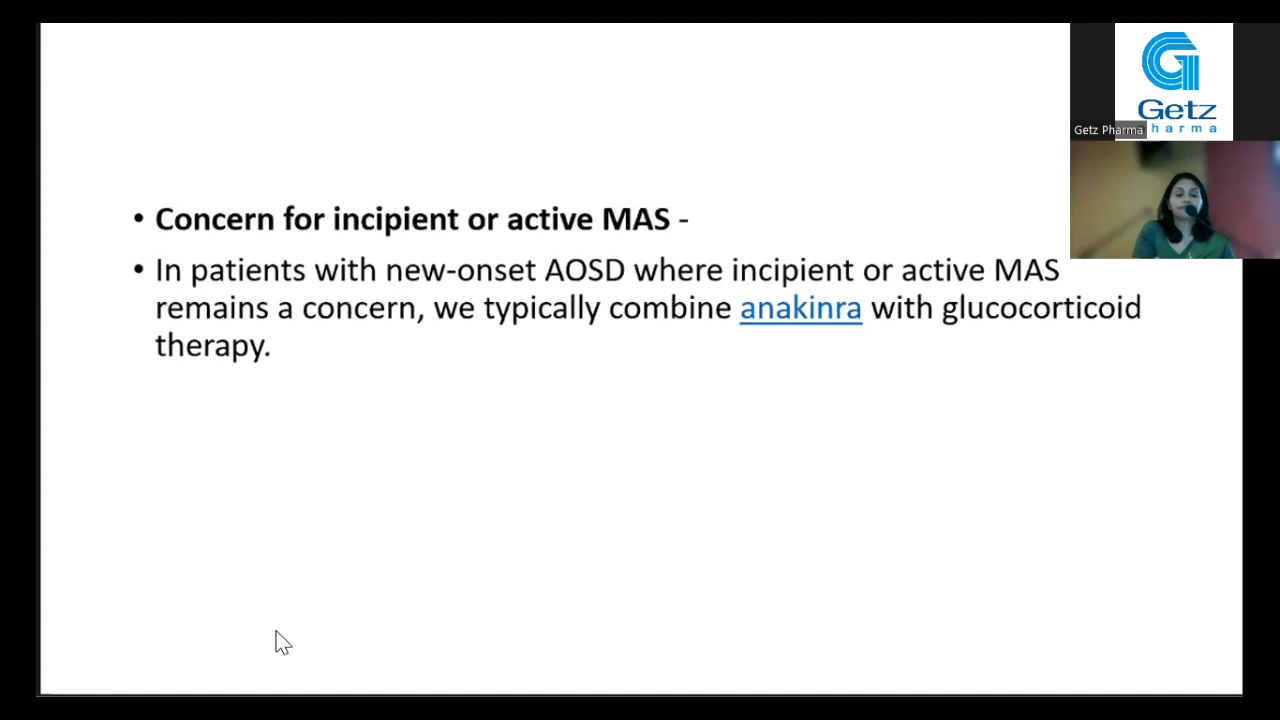 • Concern for incipient or active MAS -
• In patients with new-onset AOSD where incipient or active MAS
remains a concern, we typically combine anakinra with glucocorticoid
therapy.
Getz
harma
Getz Pharma